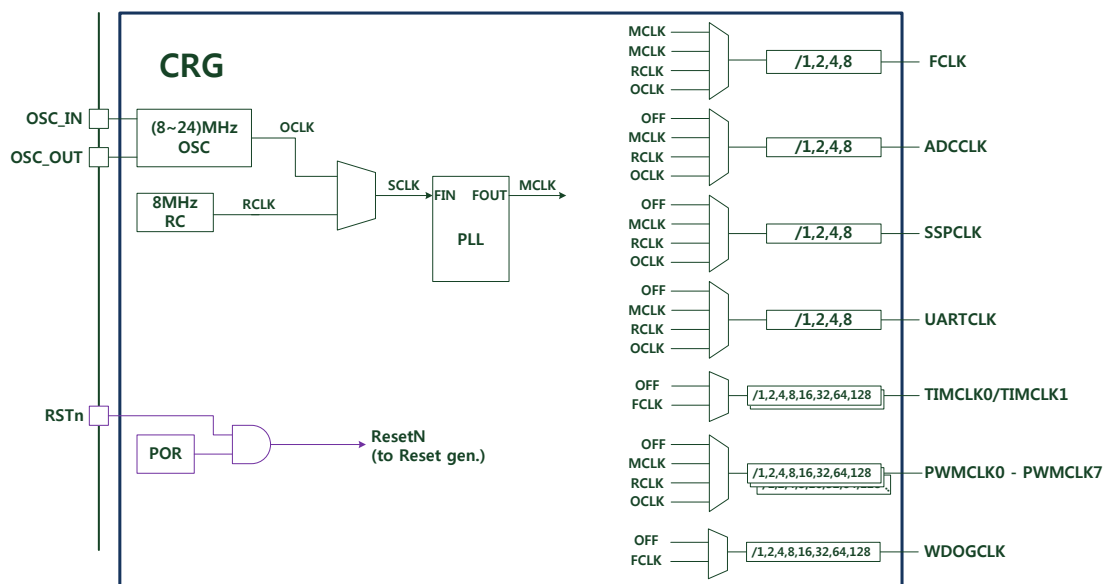 CRG
OSC_IN
OSC_OUT
(8~24)MHz
OSC
OCLK
8MHz
RC
RCLK
SCLK
FIN
FOUT
PLL
MCLK
RSTn
POR
ResetN
(to Reset gen.)
MCLK
MCLK
RCLK
OCLK
/1,2,4,8
FCLK
OFF
MCLK
RCLK
OCLK
/1,2,4,8
ADCCLK
OFF
MCLK
RCLK
OCLK
/1,2,4,8
SSPCLK
OFF
MCLK
RCLK
OCLK
/1,2,4,8
UARTCLK
OFF
FCLK
/1,2,4,8,16,32,64,128
TIMCLK0/TIMCLK1
OFF
MCLK
RCLK
OCLK
/1,2,4,8,16,32,64,128
PWMCLK0 - PWMCLK7
OFF
FCLK
/1,2,4,8,16,32,64,128
WDOGCLK